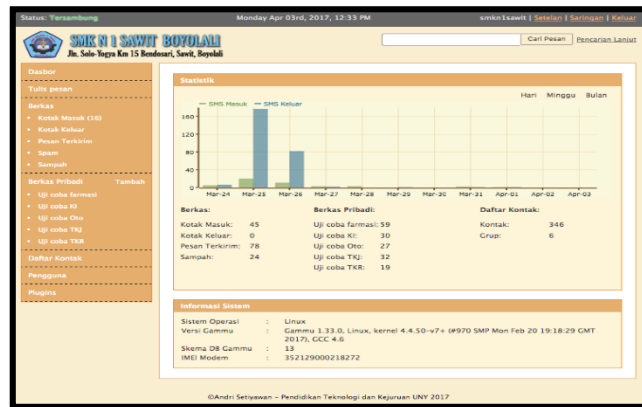 Status: Tersambung Monday Apr 03rd, 2017, 12:33 PM smkn1sawit | Setelan | Saringan | Keluar
SMK N 1 SAWIT BOYOLALI
Jln. Solo-Yogya Km 15 Bendosari, Sawit, Boyolali
Cari Pesan Pencarian Lanjut
Dasbor
Tulis pesan
Berkas
Kotak Masuk (16)
Kotak Keluar
Pesan Terkirim
Spam
Sampah
Berkas Pribadi Tambah
Uji coba farmasi
Uji coba KI
Uji coba Oto
Uji coba TKJ
Uji coba TKR
Daftar Kontak
Pengguna
Plugins
Statistik
Hari Minggu Bulan
SMS Masuk SMS Keluar
160
120
80
40
0
Mar-24 Mar-25 Mar-26 Mar-27 Mar-28 Mar-29 Mar-30 Mar-31 Apr-01 Apr-02 Apr-03
Berkas: Berkas Pribadi: Daftar Kontak:
Kotak Masuk: 45 Uji coba farmasi: 59 Kontak: 346
Kotak Keluar: 0 Uji coba KI: 30 Grup: 6
Pesan Terkirim: 78 Uji coba Oto: 27
Sampah: 24 Uji coba TKJ: 32
Uji coba TKR: 19
Informasi Sistem
Sistem Operasi : Linux
Versi Gammu : Gammu 1.33.0, Linux, kernel 4.4.50-v7+ (#970 SMP Mon Feb 20 19:18:29 GMT
2017), GCC 4.6
Skema DB Gammu : 13
IMEI Modem : 352129000218272
©Andri Setiyawan – Pendidikan Teknologi dan Kejuruan UNY 2017